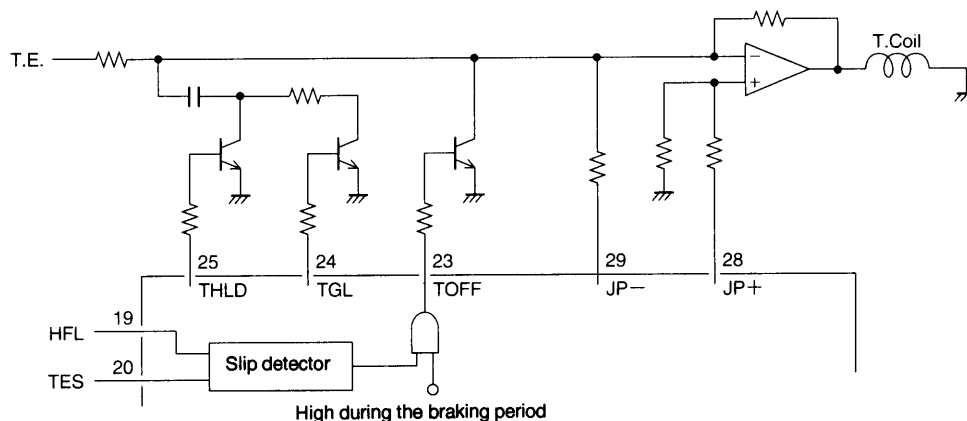 T.E.
T.Coil
25
24
23
29
28
THLD
TGL
TOFF
JP−
JP+
19
HFL
20
TES
Slip detector
High during the braking period
−
+